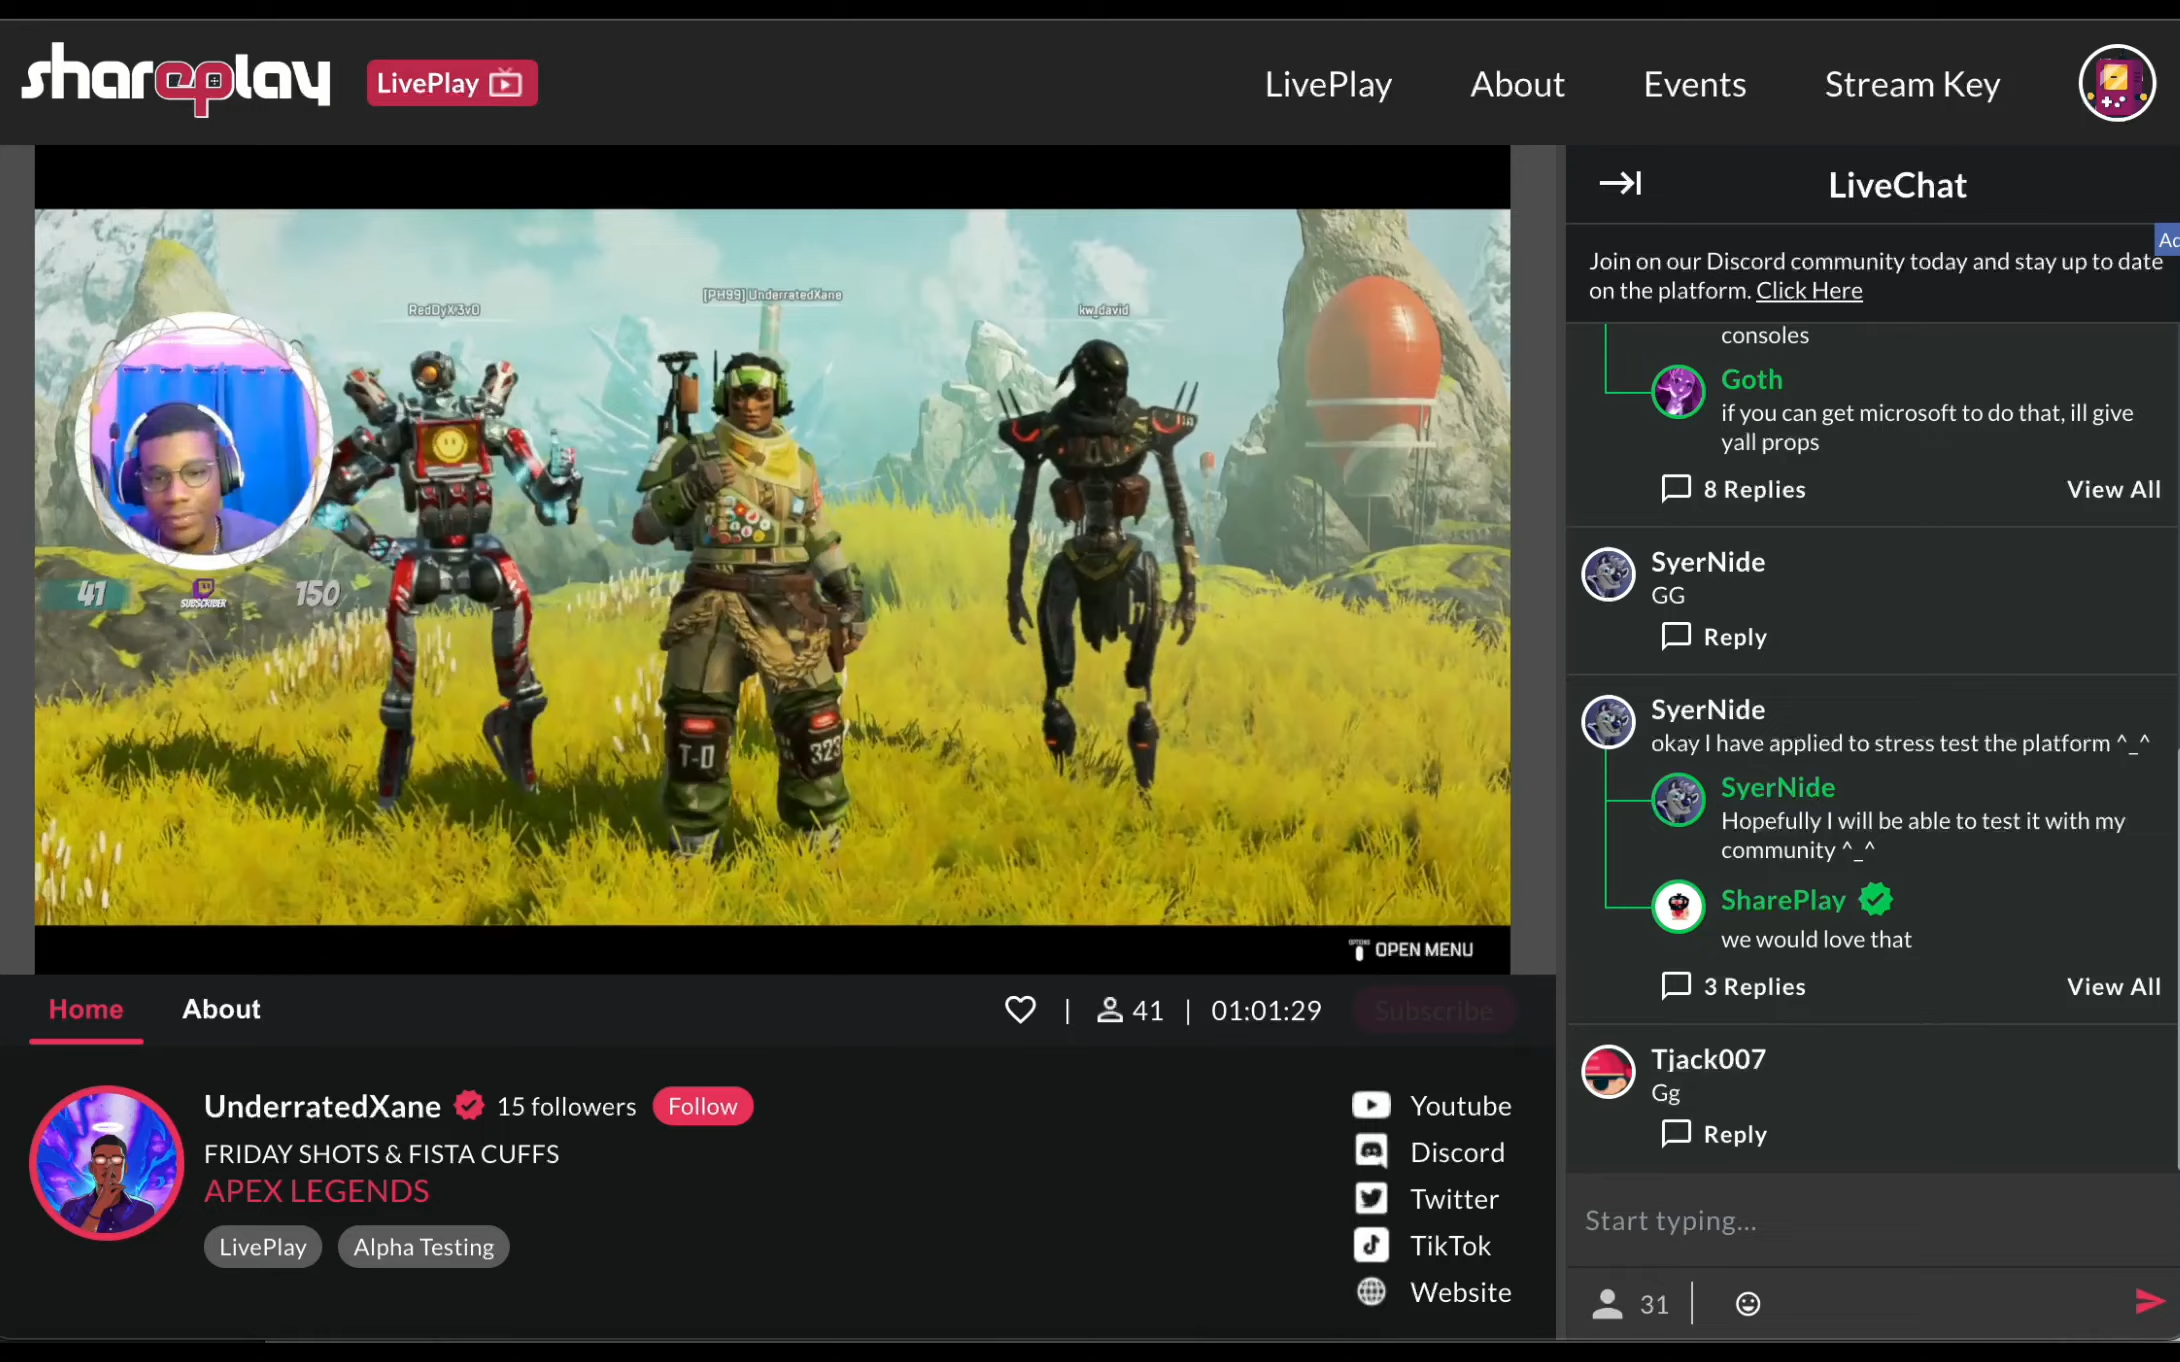 shareplay
LivePlay
LivePlay
About
Events
Stream Key
LiveChat
Join on our Discord community today and stay up to date
on the platform. Click Here
consoles
Goth
if you can get microsoft to do that, ill give
yall props
8 Replies
View All
SyerNide
GG
Reply
SyerNide
okay I have applied to stress test the platform ^_^
SyerNide
Hopefully I will be able to test it with my
community ^_^
SharePlay
we would love that
3 Replies
View All
Tjack007
Gg
Reply
Start typing...
31
[PH99] UnderratedXane
kw_david
41
SUBSCRIBER
150
T-0
323
OPTIONS
OPEN MENU
Home
About
| 41 | 01:01:29
Subscribe
UnderratedXane
15 followers
Follow
FRIDAY SHOTS & FISTA CUFFS
APEX LEGENDS
LivePlay
Alpha Testing
Youtube
Discord
Twitter
TikTok
Website